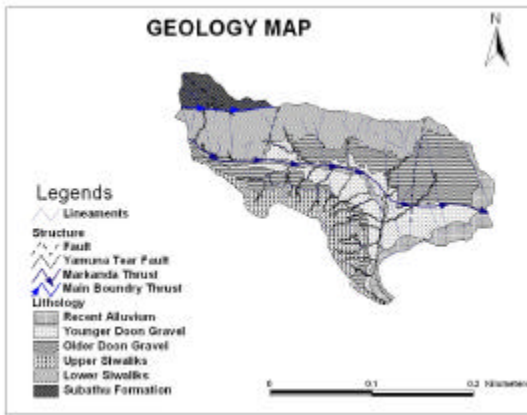 GEOLOGY MAP
N
Legends
Lineaments
Structure
Fault
Yamuna Tear Fault
Markanda Thrust
Main Boundry Thrust
Lithology
Recent Alluvium
Younger Doon Gravel
Older Doon Gravel
Upper Siwaliks
Lower Siwaliks
Subathu Formation
0 0.1 0.2 Kilometers